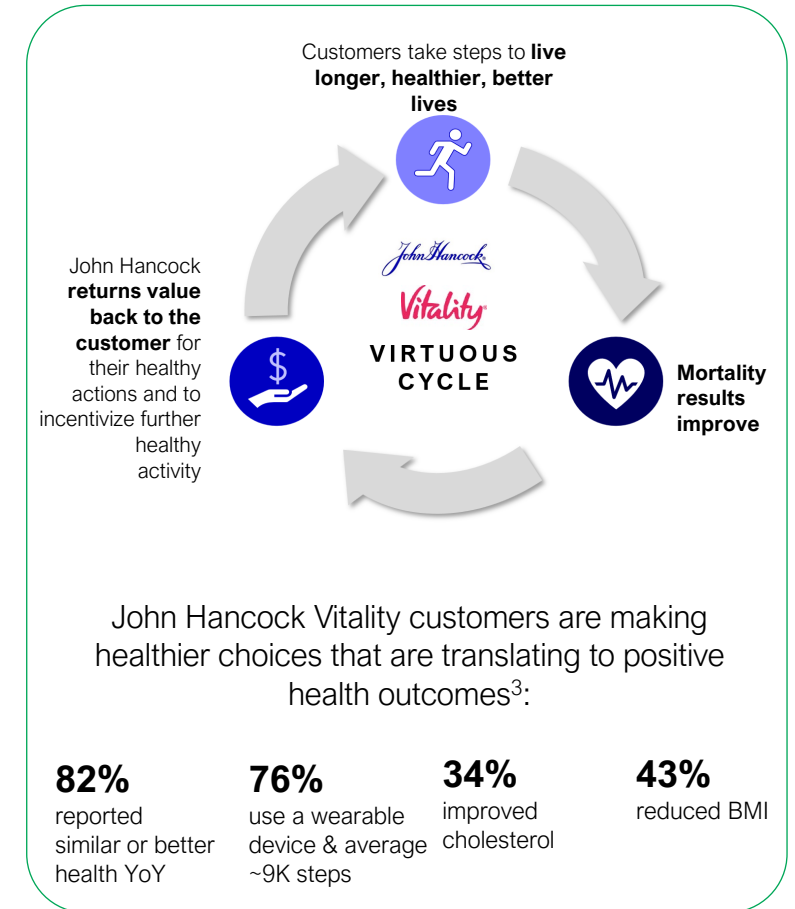 Customers take steps to live
longer, healthier, better
lives
John Hancock
returns value
back to the
customer for
their healthy
actions and to
incentivize further
healthy
activity
$
John Hancock®
Vitality®
VIRTUOUS
CYCLE
Mortality
results
improve
John Hancock Vitality customers are making
healthier choices that are translating to positive
health outcomes3:
82%
reported
similar or better
health YoY
76%
use a wearable
device & average
~9K steps
34%
improved
cholesterol
43%
reduced BMI